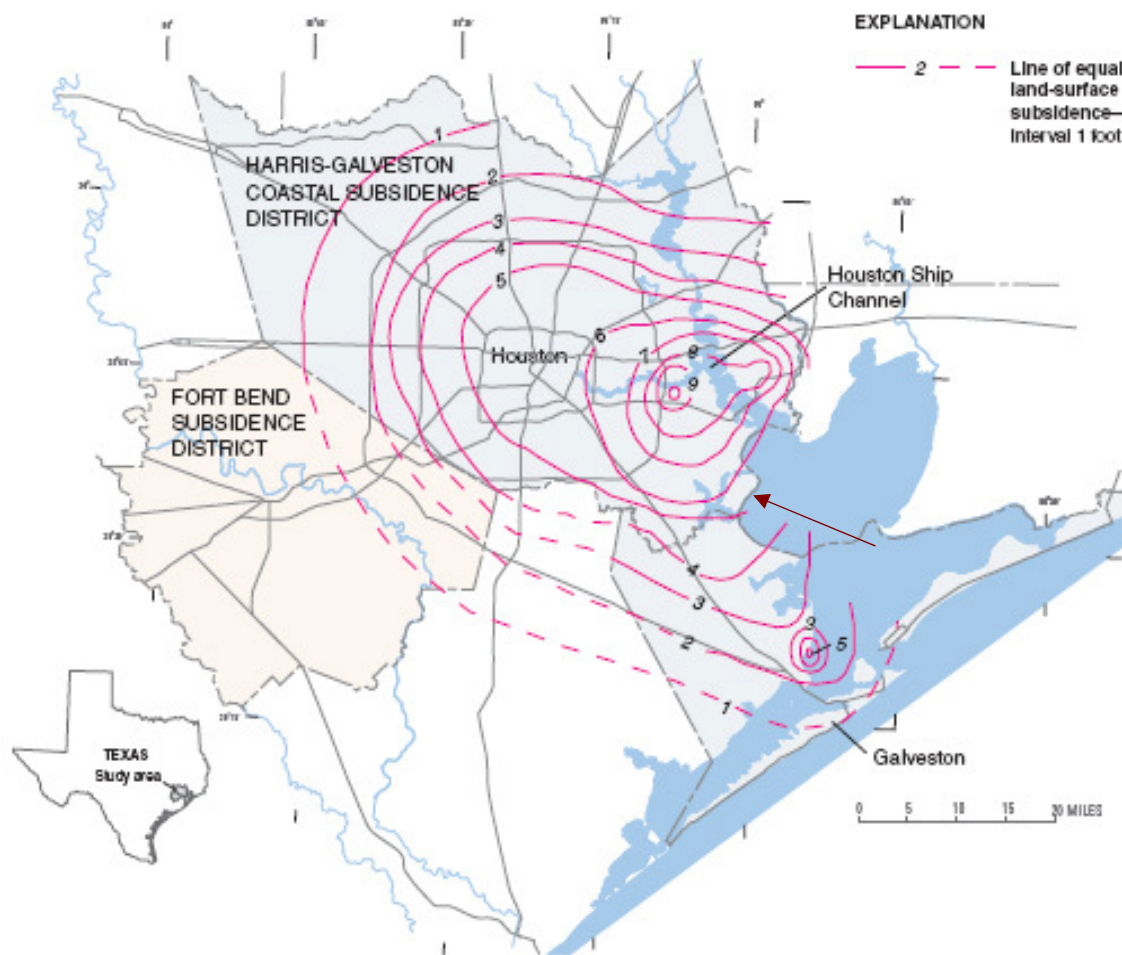 EXPLANATION
2
Line of equal
land-surface
subsidence—
Interval 1 foot
1
HARRIS-GALVESTON
COASTAL SUBSIDENCE
DISTRICT
2
3
4
5
Houston Ship
Channel
6
7
8
9
Houston
FORT BEND
SUBSIDENCE
DISTRICT
4
3
2
3
5
1
Galveston
TEXAS
Study area
0 5 10 15 20 MILES